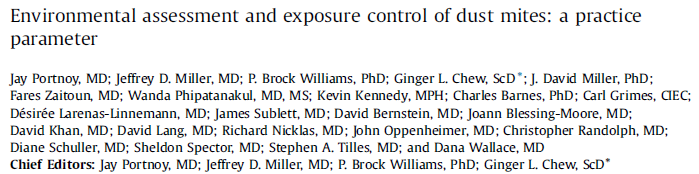 Environmental assessment and exposure control of dust mites: a practice
parameter
Jay Portnoy, MD; Jeffrey D. Miller, MD; P. Brock Williams, PhD; Ginger L. Chew, ScD*; J. David Miller, PhD;
Fares Zaitoun, MD; Wanda Phipatanakul, MD, MS; Kevin Kennedy, MPH; Charles Barnes, PhD; Carl Grimes, CIEC;
Désirée Larenas-Linnemann, MD; James Sublett, MD; David Bernstein, MD; Joann Blessing-Moore, MD;
David Khan, MD; David Lang, MD; Richard Nicklas, MD; John Oppenheimer, MD; Christopher Randolph, MD;
Diane Schuller, MD; Sheldon Spector, MD; Stephen A. Tilles, MD; and Dana Wallace, MD
Chief Editors: Jay Portnoy, MD; Jeffrey D. Miller, MD; P. Brock Williams, PhD; Ginger L. Chew, ScD*